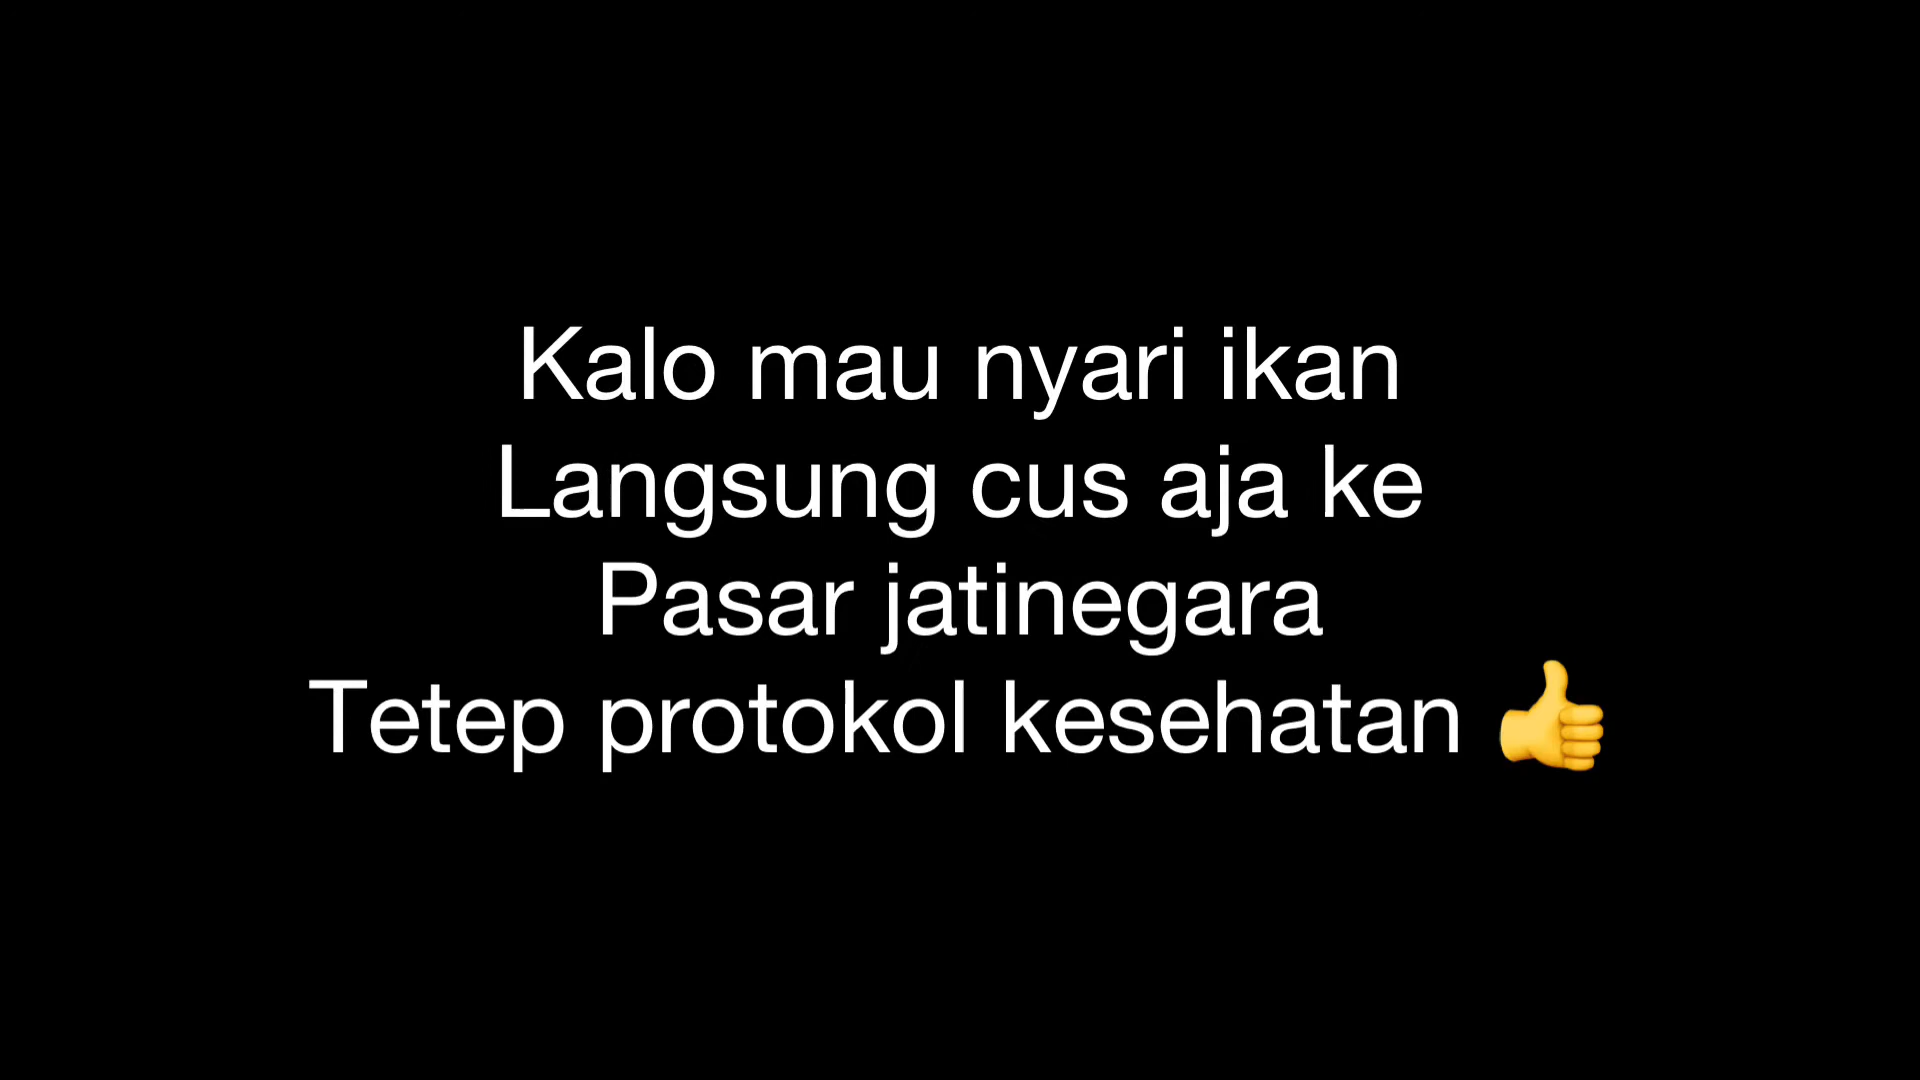 Kalo mau nyari ikan
Langsung cus aja ke
Pasar jatinegara
Tetep protokol kesehatan 👍